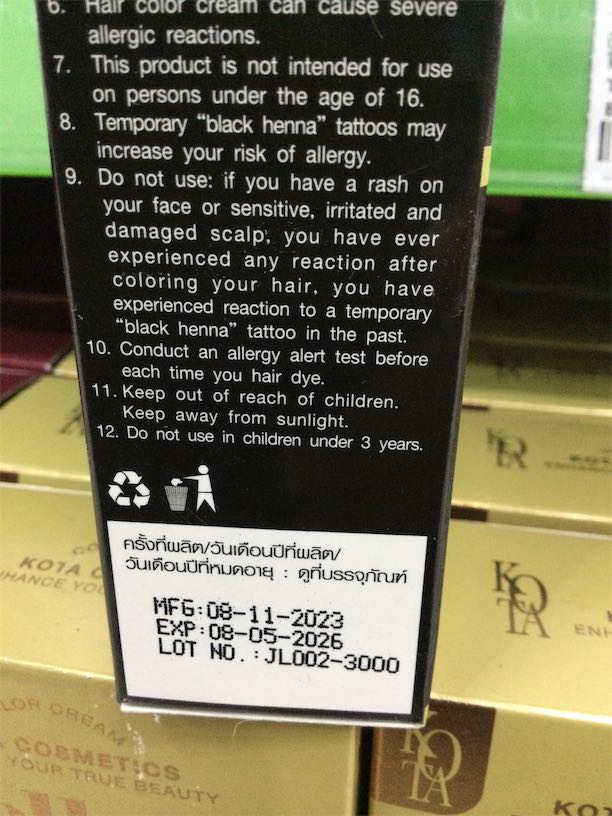 6. Hair color cream can cause severe
allergic reactions.
7. This product is not intended for use
on persons under the age of 16.
8. Temporary “black henna” tattoos may
increase your risk of allergy.
9. Do not use: if you have a rash on
your face or sensitive, irritated and
damaged scalp, you have ever
experienced any reaction after
coloring your hair, you have
experienced reaction to a temporary
“black henna” tattoo in the past.
10. Conduct an allergy alert test before
each time you hair dye.
11. Keep out of reach of children.
Keep away from sunlight.
12. Do not use in children under 3 years.
ครั้งที่ผลิต/วันเดือนปีที่ผลิต/
วันเดือนปีที่หมดอายุ : ดูที่บรรจุภัณฑ์
MFG:08-11-2023
EXP:08-05-2026
LOT NO.:JL002-3000
KOTA
KOTA
COLOR CREAM
COSMETICS
YOUR TRUE BEAUTY
KOTA